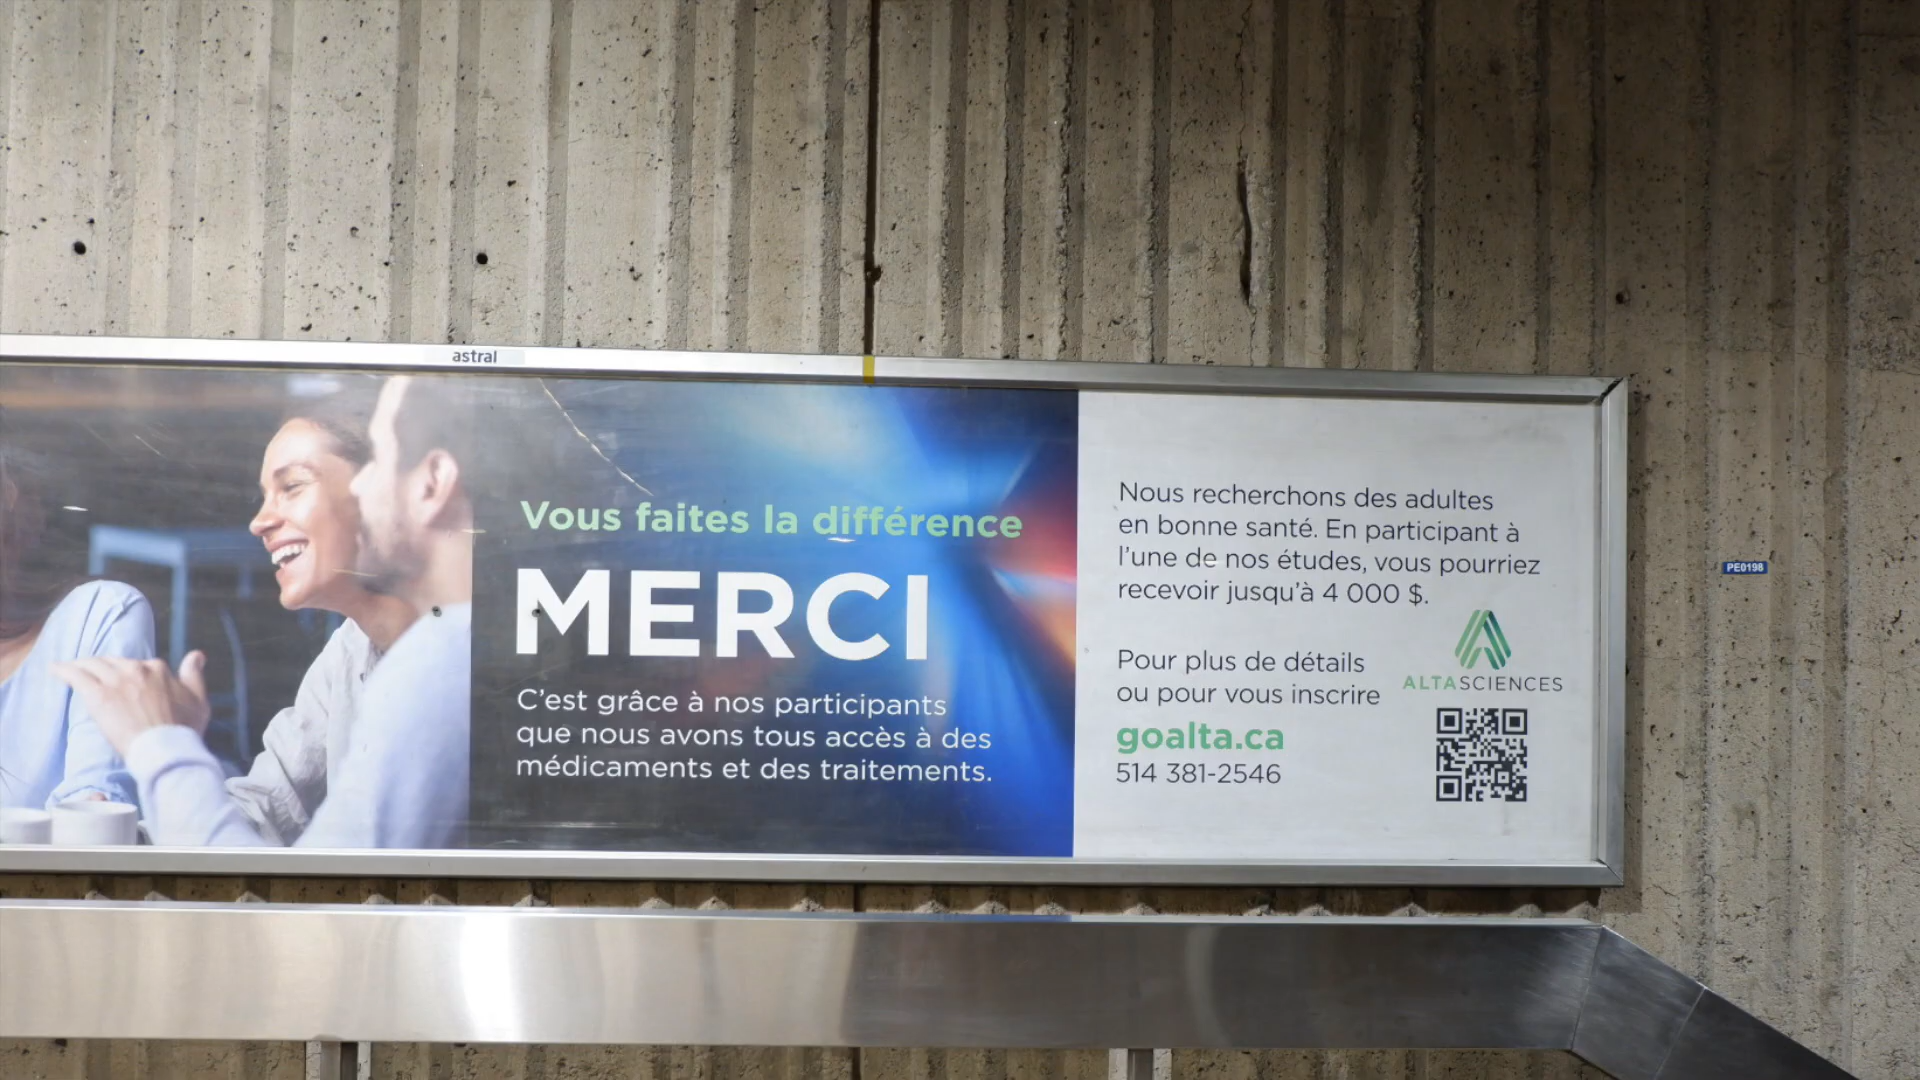 astral
Vous faites la différence
MERCI
C'est grâce à nos participants
que nous avons tous accès à des
médicaments et des traitements.
Nous recherchons des adultes
en bonne santé. En participant à
l'une de nos études, vous pourriez
recevoir jusqu'à 4 000 $.
Pour plus de détails
ou pour vous inscrire
goalta.ca
514 381-2546
ALTASCIENCES
PE0198